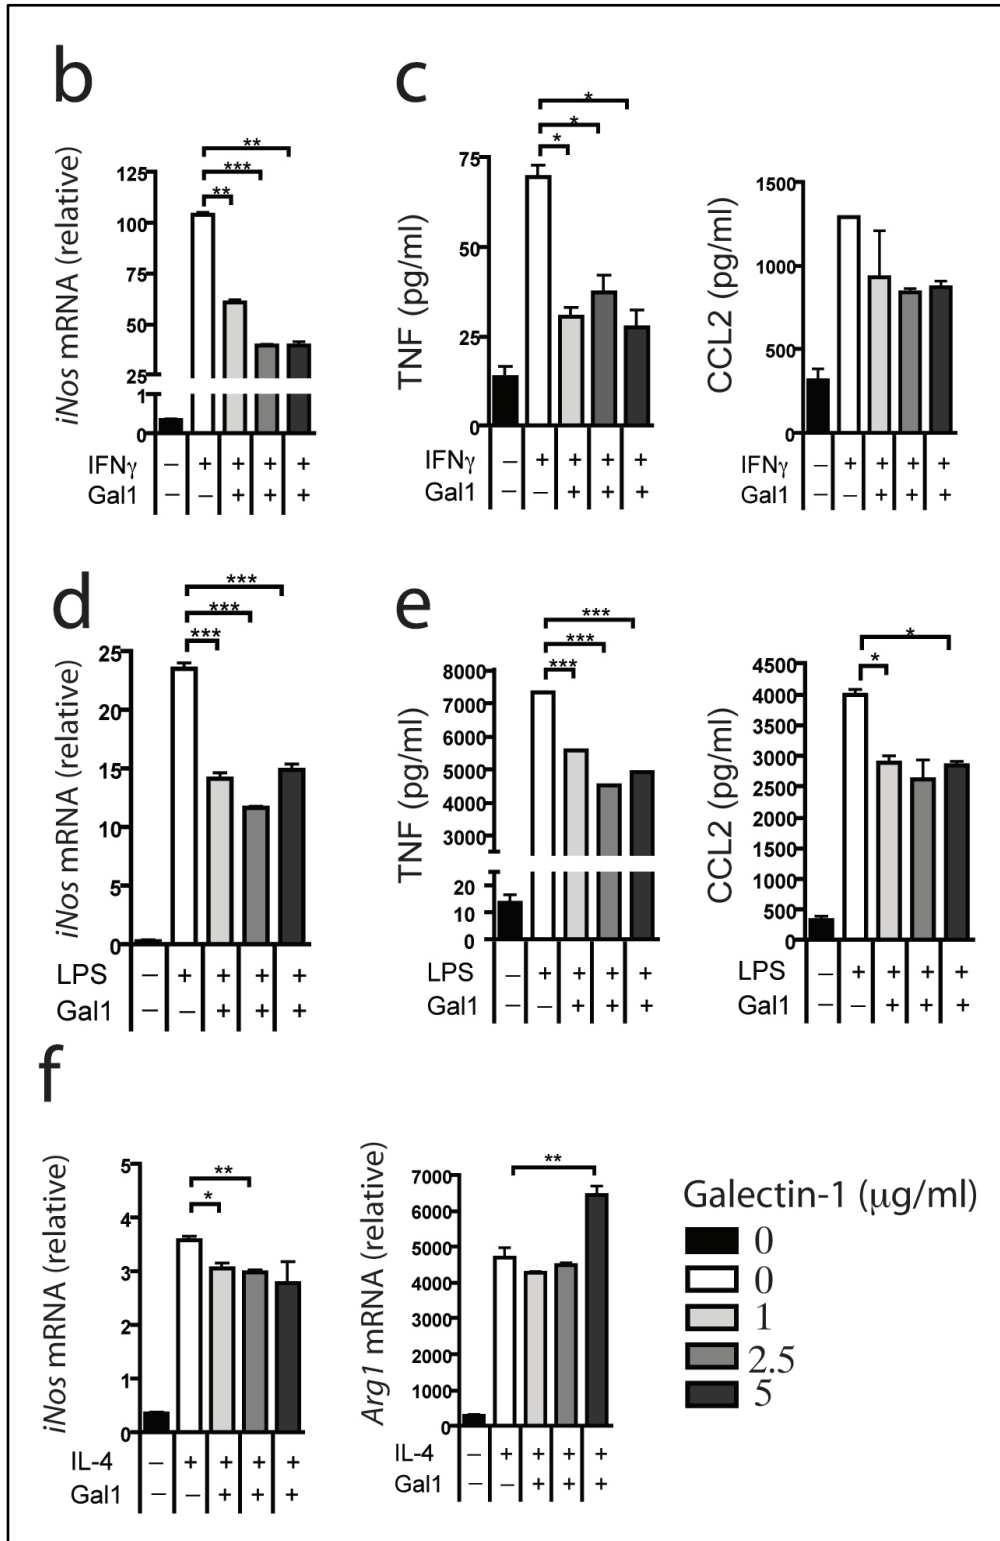 b
iNos mRNA (relative)
**
***
**
125
100
75
50
25
1
0
IFNγ – + + + +
Gal1 – – + + +
c
TNF (pg/ml)
*
*
*
75
50
25
0
IFNγ – + + + +
Gal1 – – + + +
CCL2 (pg/ml)
1500
1000
500
0
IFNγ – + + + +
Gal1 – – + + +
d
iNos mRNA (relative)
***
***
***
25
20
15
10
5
0
LPS – + + + +
Gal1 – – + + +
e
TNF (pg/ml)
***
***
***
8000
7000
6000
5000
4000
3000
20
10
0
LPS – + + + +
Gal1 – – + + +
CCL2 (pg/ml)
*
*
4500
4000
3500
3000
2500
2000
1500
1000
500
0
LPS – + + + +
Gal1 – – + + +
f
iNos mRNA (relative)
**
*
5
4
3
2
1
0
IL-4 – + + + +
Gal1 – – + + +
Arg1 mRNA (relative)
**
7000
6000
5000
4000
3000
2000
1000
0
IL-4 – + + + +
Gal1 – – + + +
Galectin-1 (μg/ml)
0
0
1
2.5
5